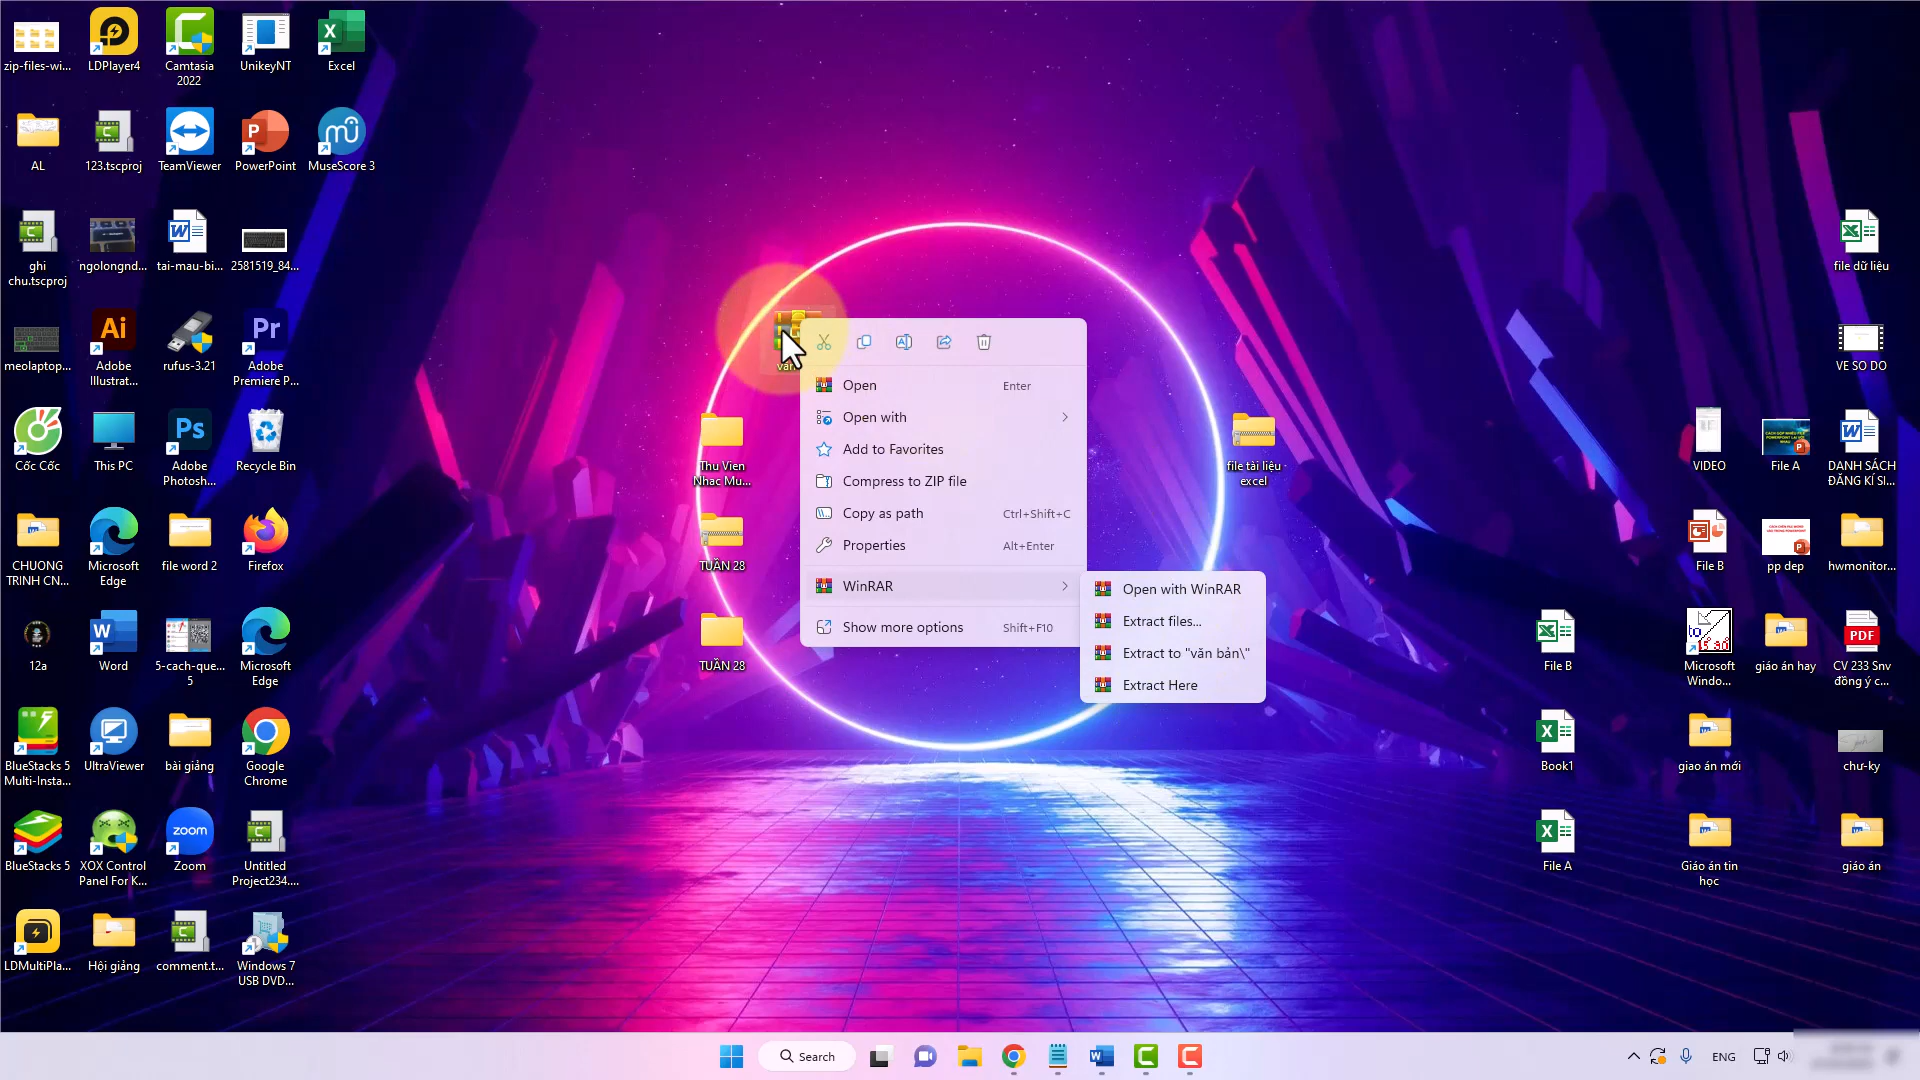 zip-files-wi...
LDPlayer4
Camtasia
2022
UnikeyNT
Excel
AL
123.tscproj
TeamViewer
PowerPoint
MuseScore 3
ghi
chu.tscproj
ngolongnd...
tai-mau-bi...
2581519_84...
file dữ liệu
meolaptop...
Adobe
Illustrat...
rufus-3.21
Adobe
Premiere P...
VE SO DO
Cốc Cốc
This PC
Adobe
Photosh...
Recycle Bin
Thu Vien
Nhac Mu...
file tài liệu
excel
VIDEO
File A
DANH SÁCH
ĐĂNG KÍ SI...
CHUONG
TRINH CN...
Microsoft
Edge
file word 2
Firefox
TUẦN 28
File B
pp dep
hwmonitor...
12a
Word
5-cach-que...
5
Microsoft
Edge
TUẦN 28
File B
Microsoft
Windo...
giáo án hay
CV 233 Snv
đồng ý c...
BlueStacks 5
Multi-Insta...
UltraViewer
bài giảng
Google
Chrome
Book1
giao án mới
chư-ky
BlueStacks 5
XOX Control
Panel For K...
Zoom
Untitled
Project234....
File A
Giáo án tin
học
giáo án
LDMultiPla...
Hội giảng
comment.t...
Windows 7
USB DVD...
Open Enter
Open with
Add to Favorites
Compress to ZIP file
Copy as path Ctrl+Shift+C
Properties Alt+Enter
WinRAR
Show more options Shift+F10
Open with WinRAR
Extract files...
Extract to "văn bản\"
Extract Here
Search
ENG